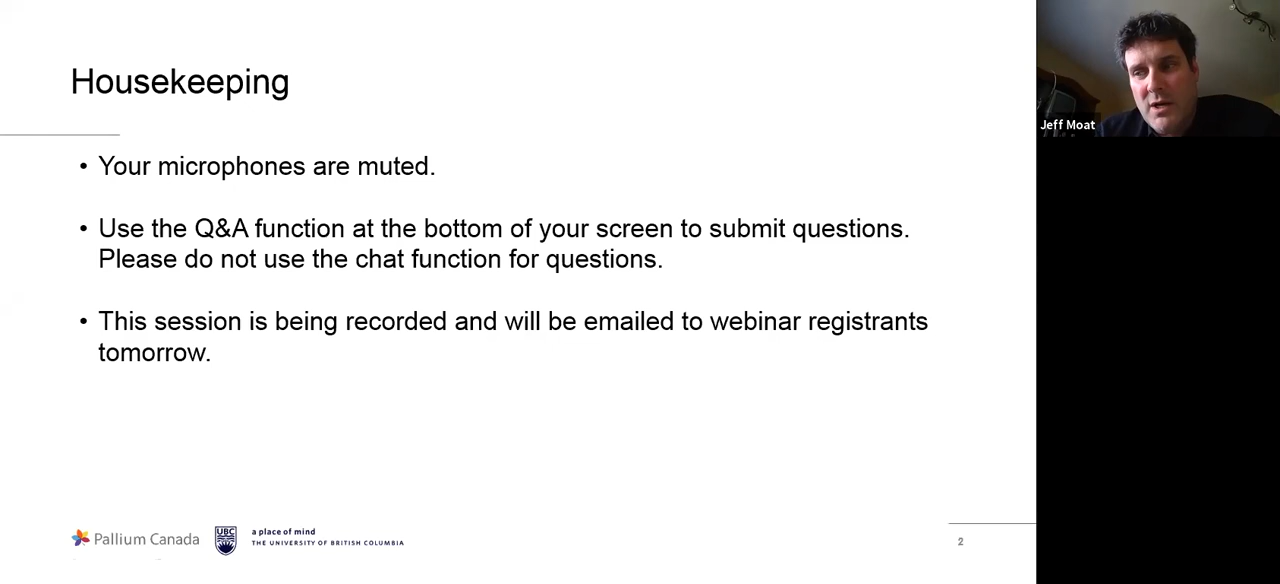 Housekeeping
• Your microphones are muted.
• Use the Q&A function at the bottom of your screen to submit questions.
Please do not use the chat function for questions.
• This session is being recorded and will be emailed to webinar registrants
tomorrow.
Jeff Moat
Pallium Canada
UBC
a place of mind
THE UNIVERSITY OF BRITISH COLUMBIA
2